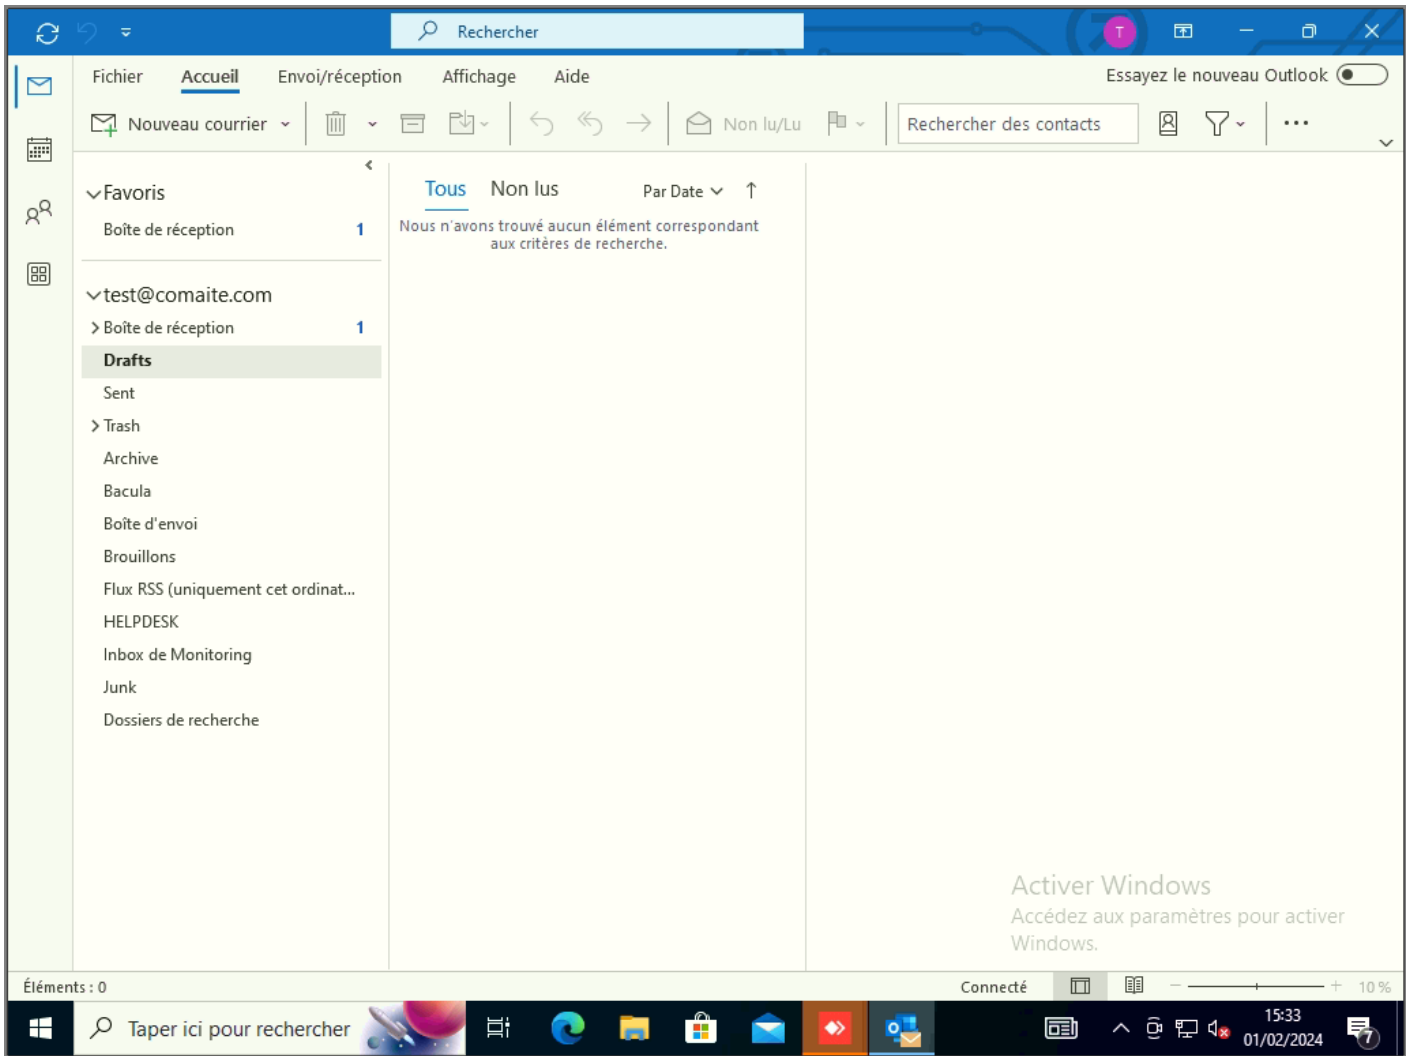 Rechercher
T
Fichier Accueil Envoi/réception Affichage Aide
Essayez le nouveau Outlook
Nouveau courrier
Non lu/Lu
Rechercher des contacts
Favoris
Boîte de réception 1
test@comaite.com
Boîte de réception 1
Drafts
Sent
Trash
Archive
Bacula
Boîte d'envoi
Brouillons
Flux RSS (uniquement cet ordinat...
HELPDESK
Inbox de Monitoring
Junk
Dossiers de recherche
Tous Non lus Par Date
Nous n'avons trouvé aucun élément correspondant
aux critères de recherche.
Activer Windows
Accédez aux paramètres pour activer
Windows.
Éléments : 0
Connecté
10 %
Taper ici pour rechercher
15:33
01/02/2024
7